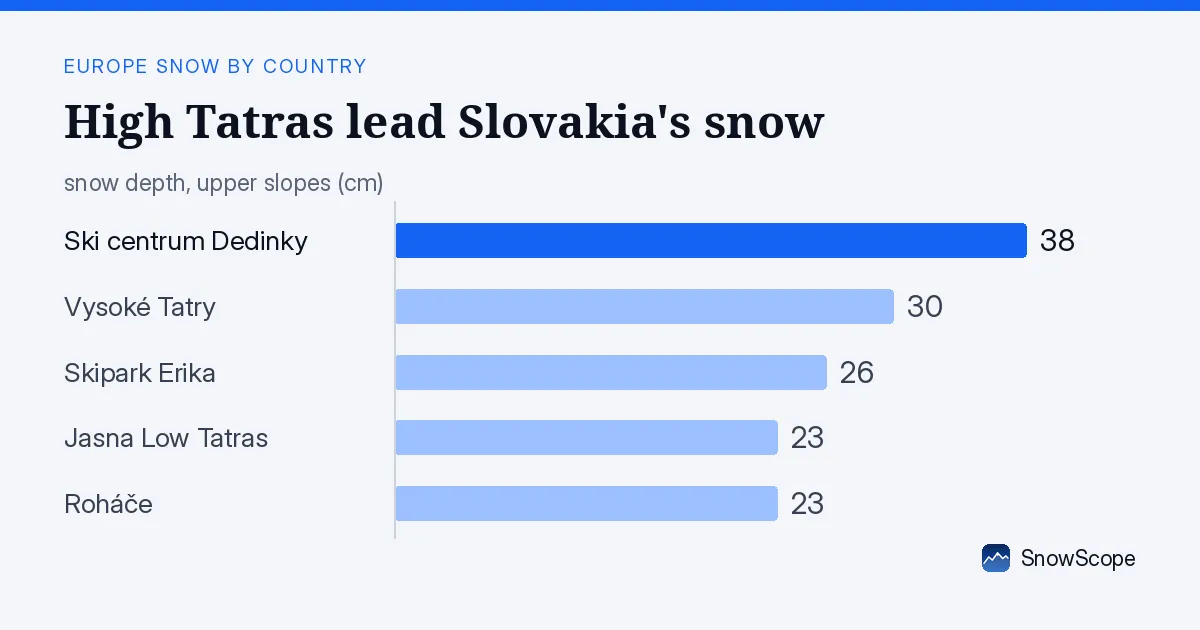 EUROPE SNOW BY COUNTRY
High Tatras lead Slovakia's snow
snow depth, upper slopes (cm)
Ski centrum Dedinky 38
Vysoké Tatry 30
Skipark Erika 26
Jasna Low Tatras 23
Roháče 23
SnowScope